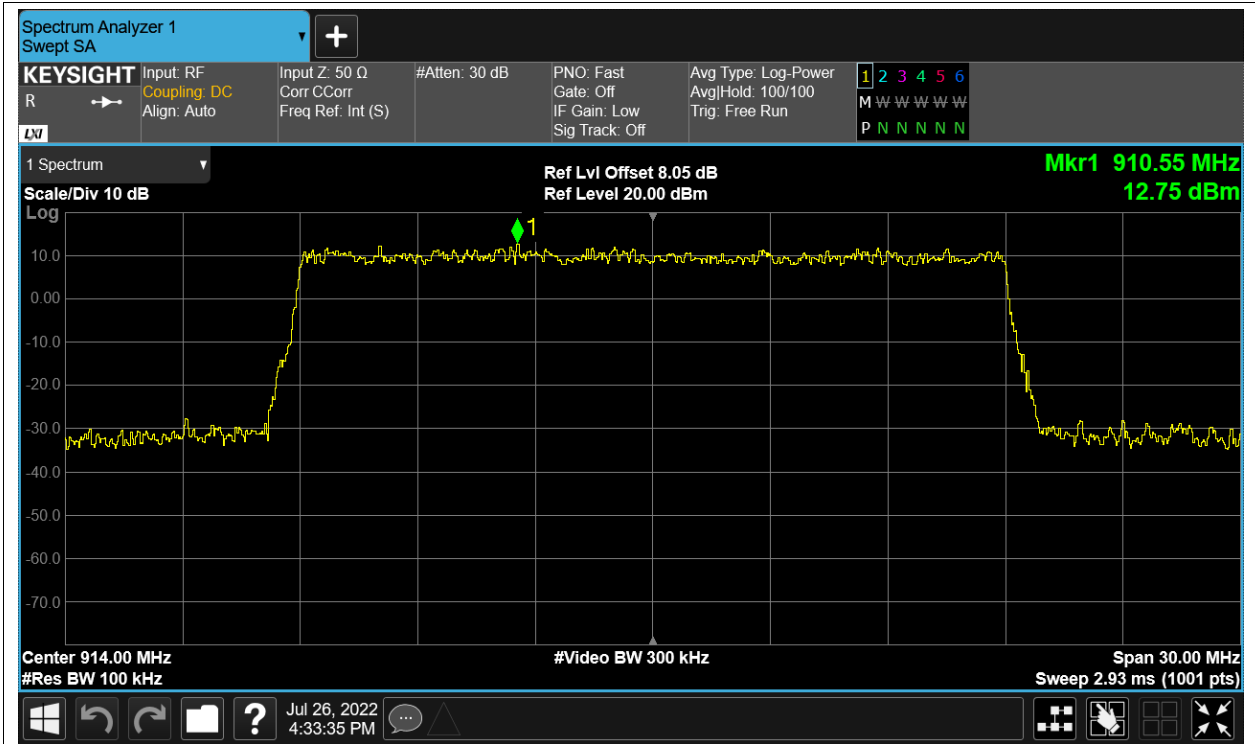 Spectrum Analyzer 1
Swept SA
KEYSIGHT
R
LXI
Input: RF
Coupling: DC
Align: Auto
Input Z: 50 Ω
Corr CCorr
Freq Ref: Int (S)
#Atten: 30 dB
PNO: Fast
Gate: Off
IF Gain: Low
Sig Track: Off
Avg Type: Log-Power
Avg|Hold: 100/100
Trig: Free Run
1 2 3 4 5 6
M W W W W W
P N N N N N
1 Spectrum
Scale/Div 10 dB
Log
Ref Lvl Offset 8.05 dB
Ref Level 20.00 dBm
Mkr1 910.55 MHz
12.75 dBm
1
10.0
0.00
-10.0
-20.0
-30.0
-40.0
-50.0
-60.0
-70.0
Center 914.00 MHz
#Res BW 100 kHz
#Video BW 300 kHz
Span 30.00 MHz
Sweep 2.93 ms (1001 pts)
?
Jul 26, 2022
4:33:35 PM